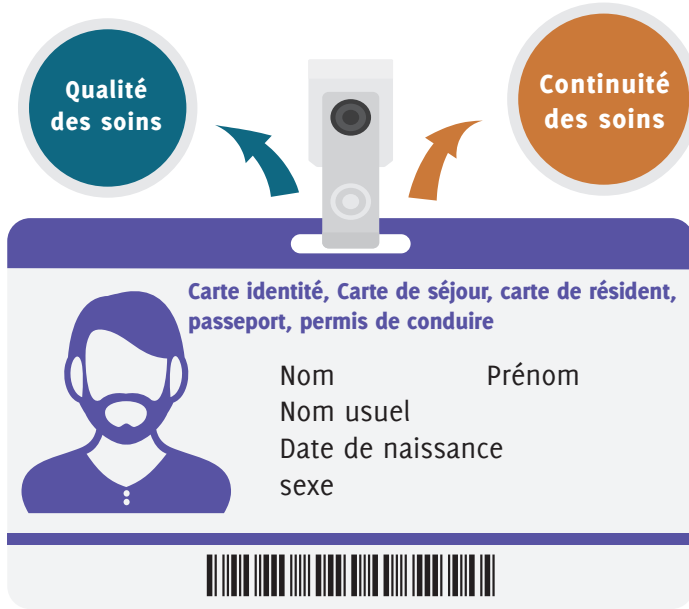 Qualité
des soins
Continuité
des soins
Carte identité, Carte de séjour, carte de résident,
passeport, permis de conduire
Nom Prénom
Nom usuel
Date de naissance
sexe